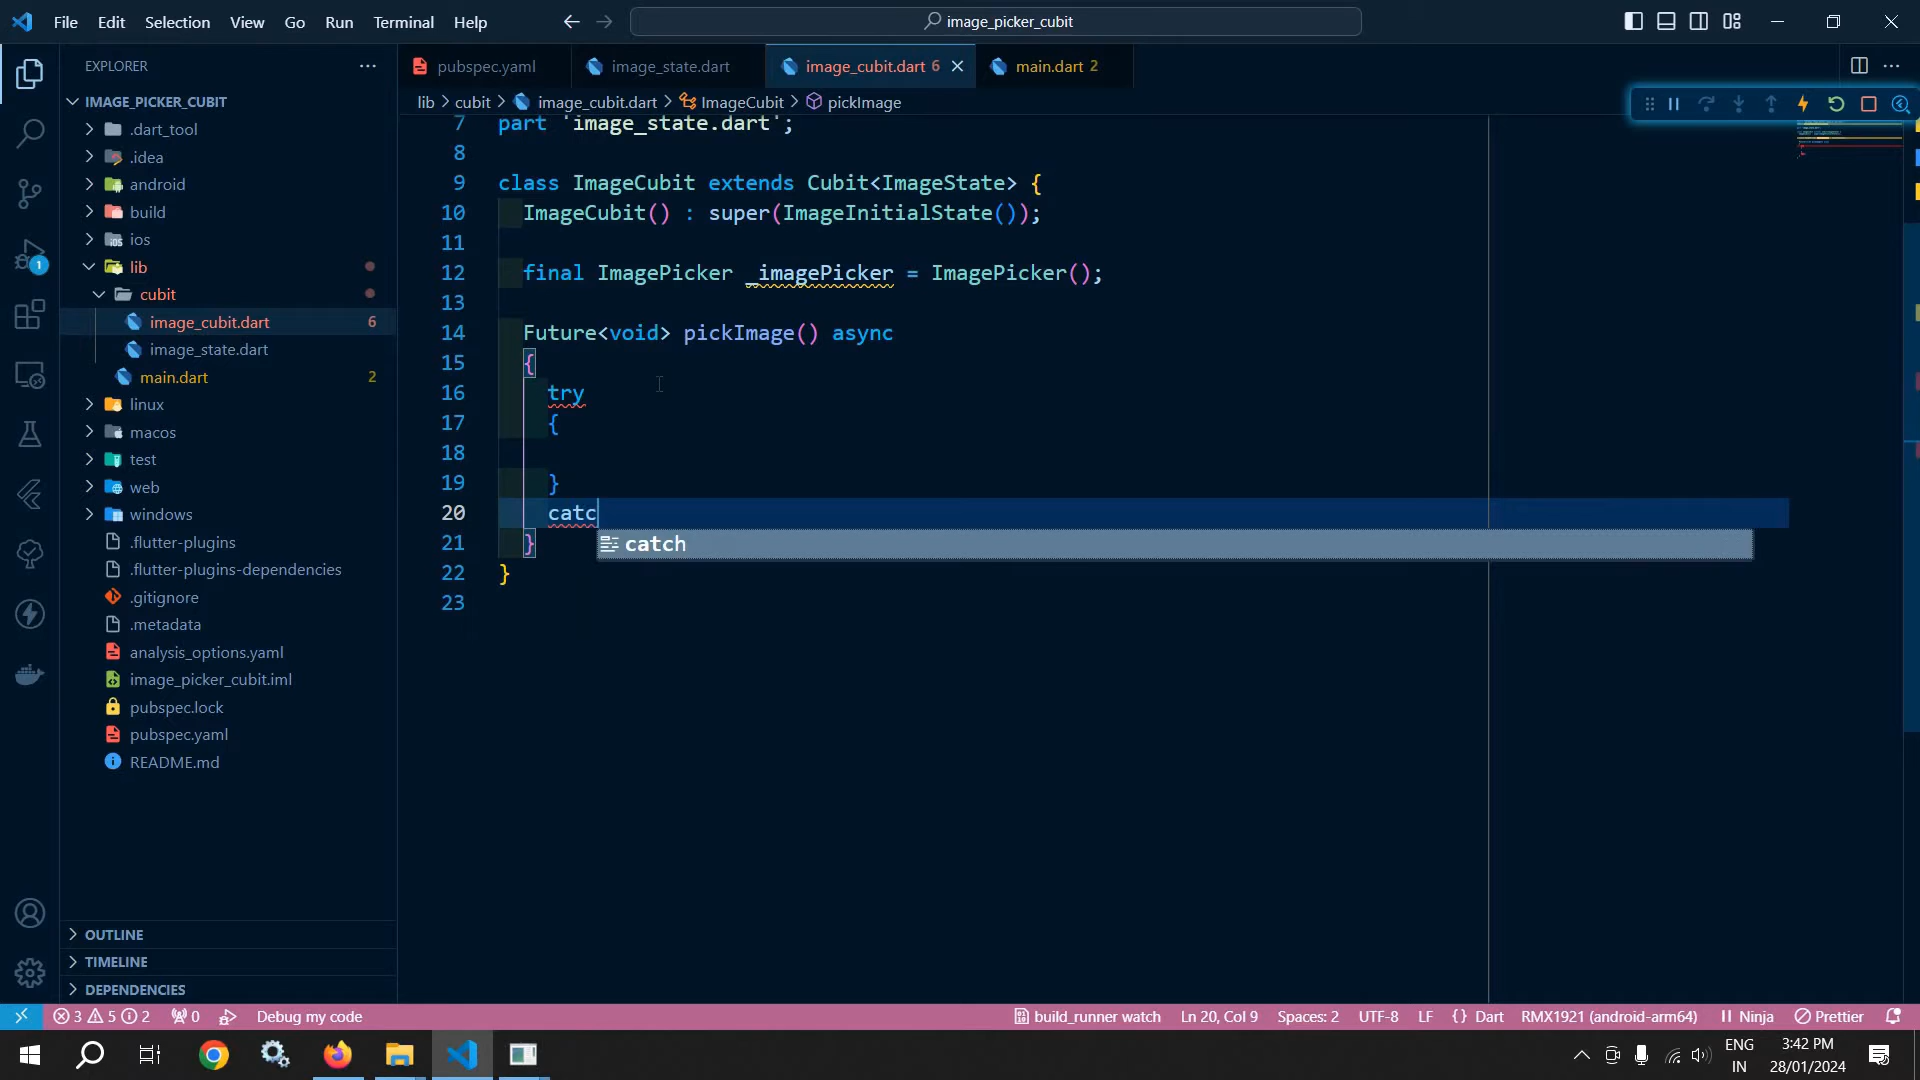 File Edit Selection View Go Run Terminal Help
image_picker_cubit
EXPLORER
IMAGE_PICKER_CUBIT
.dart_tool
.idea
android
build
ios
lib
cubit
image_cubit.dart 6
image_state.dart
main.dart 2
linux
macos
test
web
windows
.flutter-plugins
.flutter-plugins-dependencies
.gitignore
.metadata
analysis_options.yaml
image_picker_cubit.iml
pubspec.lock
pubspec.yaml
README.md
OUTLINE
TIMELINE
DEPENDENCIES
1
pubspec.yaml image_state.dart image_cubit.dart 6 main.dart 2
lib > cubit > image_cubit.dart > ImageCubit > pickImage
7 part 'image_state.dart';
8
9 class ImageCubit extends Cubit<ImageState> {
10 ImageCubit() : super(ImageInitialState());
11
12 final ImagePicker _imagePicker = ImagePicker();
13
14 Future<void> pickImage() async
15 {
16 try
17 {
18
19 }
20 catc
catch
21 }
22 }
23
3 5 2 0 Debug my code build_runner watch Ln 20, Col 9 Spaces: 2 UTF-8 LF {} Dart RMX1921 (android-arm64) Ninja Prettier
ENG
IN
3:42 PM
28/01/2024